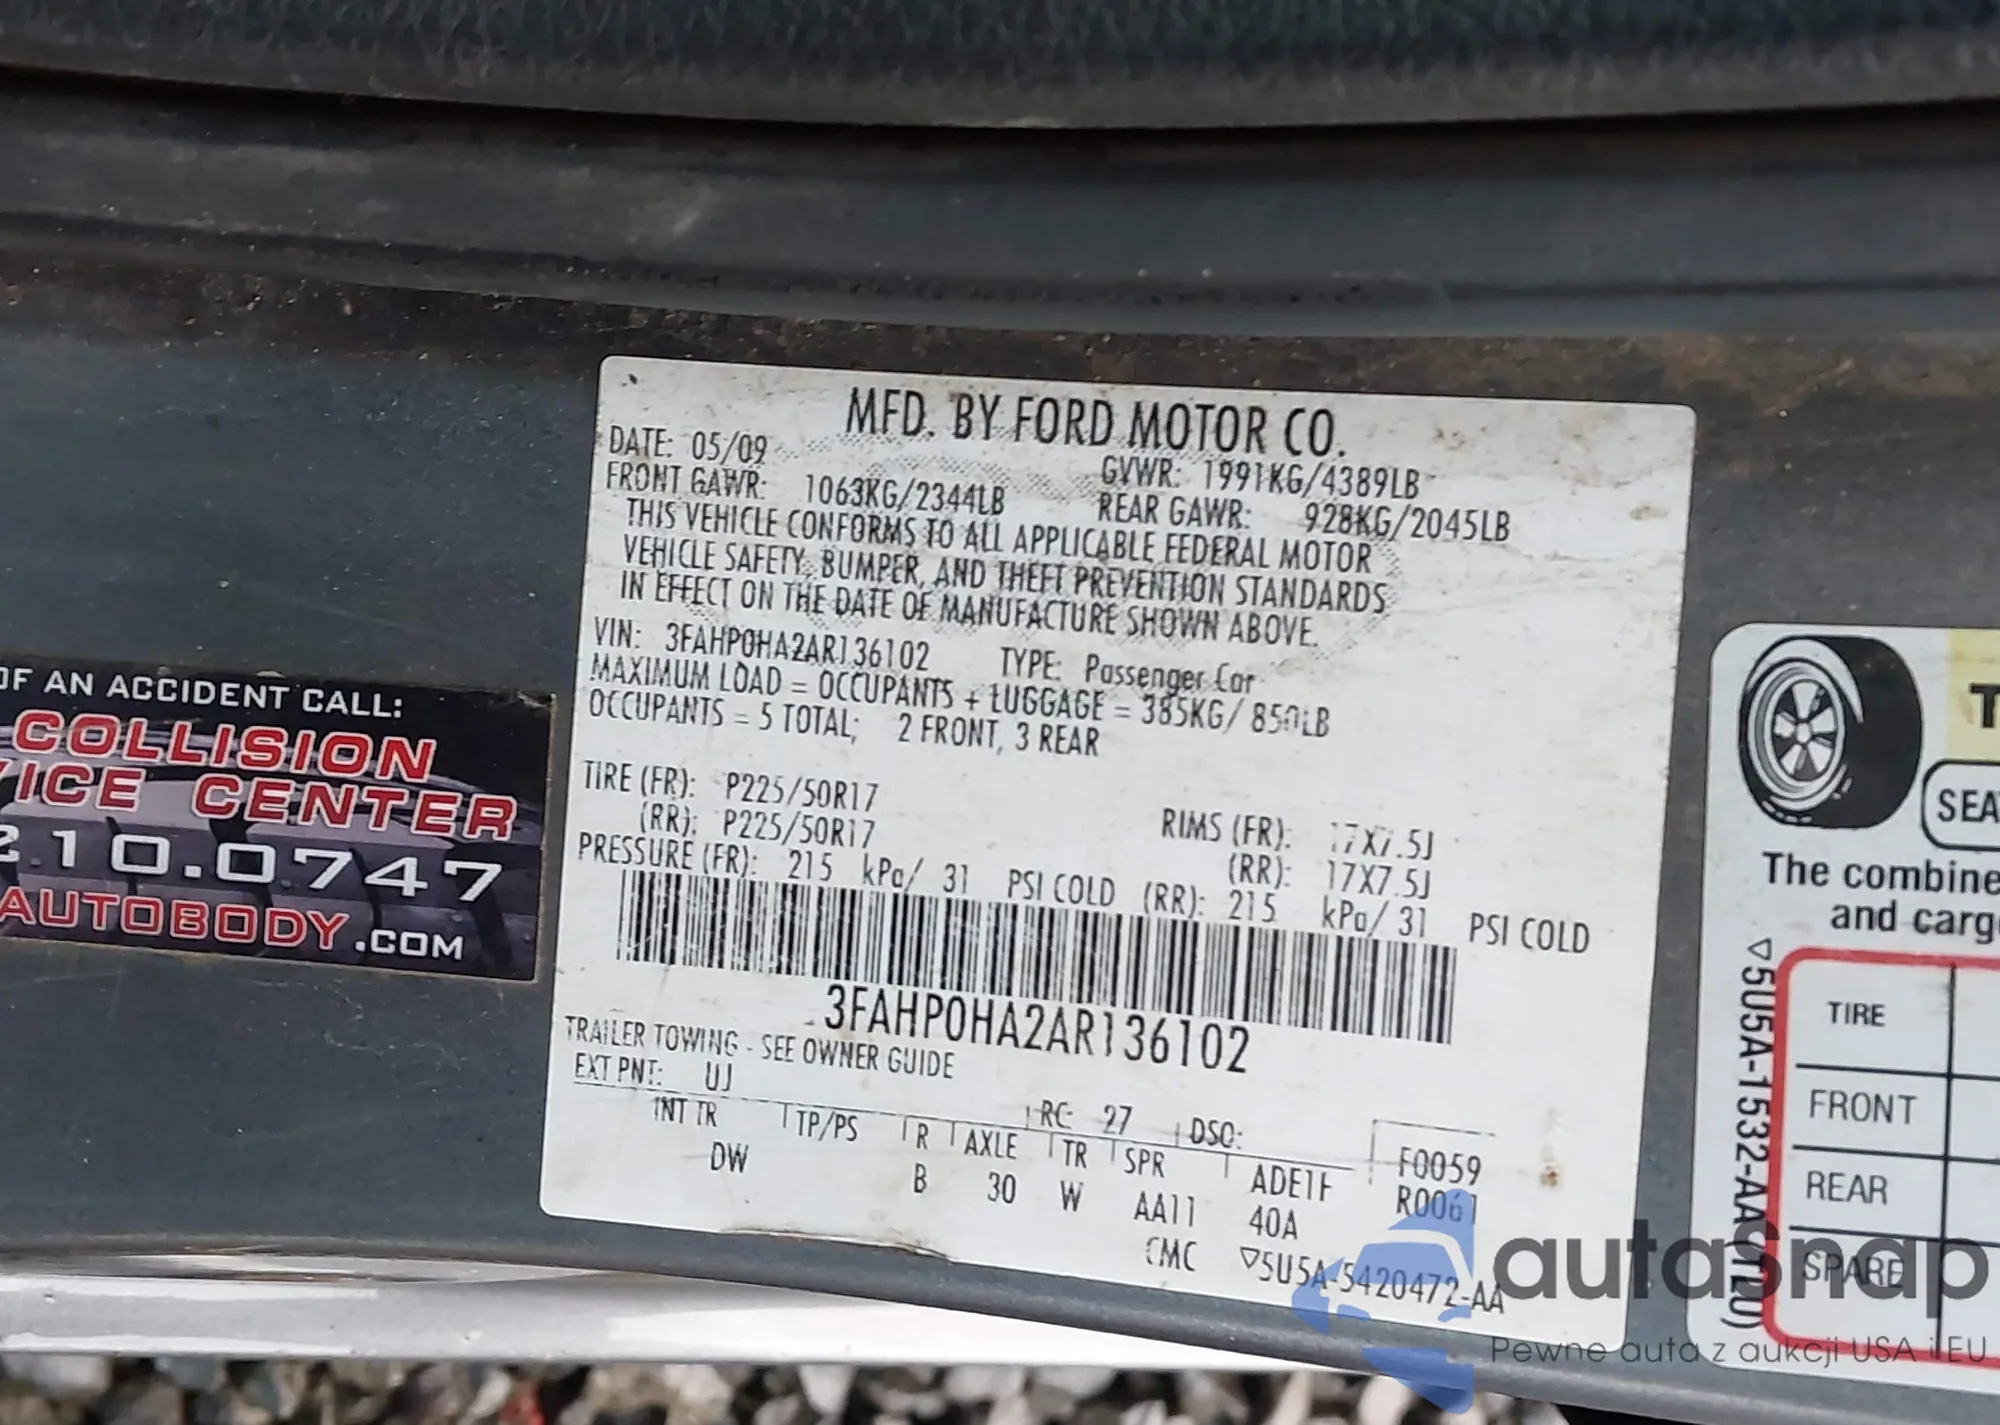 MFD. BY FORD MOTOR CO.
DATE: 05/09 GVWR: 1991KG/4389LB
FRONT GAWR: 1063KG/2344LB REAR GAWR: 928KG/2045LB
THIS VEHICLE CONFORMS TO ALL APPLICABLE FEDERAL MOTOR
VEHICLE SAFETY, BUMPER, AND THEFT PREVENTION STANDARDS
IN EFFECT ON THE DATE OF MANUFACTURE SHOWN ABOVE.
VIN: 3FAHP0HA2AR136102 TYPE: Passenger Car
MAXIMUM LOAD = OCCUPANTS + LUGGAGE = 385KG/ 850LB
OCCUPANTS = 5 TOTAL; 2 FRONT, 3 REAR
TIRE (FR): P225/50R17 RIMS (FR): 17X7.5J
(RR): P225/50R17 (RR): 17X7.5J
PRESSURE (FR): 215 kPa/ 31 PSI COLD (RR): 215 kPa/ 31 PSI COLD
3FAHP0HA2AR136102
TRAILER TOWING - SEE OWNER GUIDE
EXT PNT: UJ RC: 27 DSO: F0059
INT TR TP/PS R AXLE TR SPR ADE1F R0061
DW B 30 W AA11 40A
CMC ▽5U5A-5420472-AA
OF AN ACCIDENT CALL:
COLLISION
VICE CENTER
210.0747
AUTOBODY.COM
SEA
The combine
and carg
▽5U5A-1532-AA
TIRE
FRONT
REAR
SPARE
autasnap
Pewne auta z aukcji USA i EU